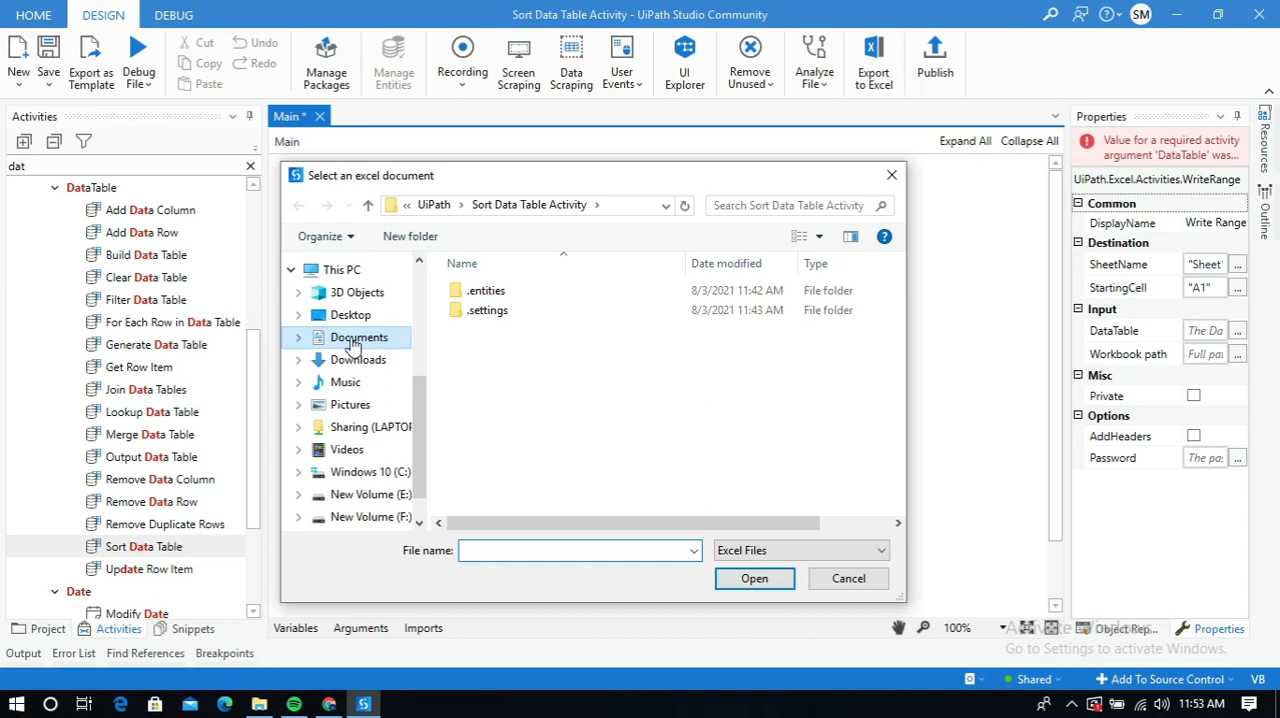 HOME DESIGN DEBUG Sort Data Table Activity - UiPath Studio Community SM
New Save Export as Template Debug File Cut Copy Paste Undo Redo Manage Packages Manage Entities Recording Screen Scraping Data Scraping User Events UI Explorer Remove Unused Analyze File Export to Excel Publish
Activities
dat
DataTable
Add Data Column
Add Data Row
Build Data Table
Clear Data Table
Filter Data Table
For Each Row in Data Table
Generate Data Table
Get Row Item
Join Data Tables
Lookup Data Table
Merge Data Table
Output Data Table
Remove Data Column
Remove Data Row
Remove Duplicate Rows
Sort Data Table
Update Row Item
Date
Modify Date
Project Activities Snippets
Main *
Main Expand All Collapse All
Select an excel document
« UiPath > Sort Data Table Activity > Search Sort Data Table Activity
Organize New folder
This PC
3D Objects
Desktop
Documents
Downloads
Music
Pictures
Sharing (LAPTOP
Videos
Windows 10 (C:)
New Volume (E:)
New Volume (F:)
Name Date modified Type
.entities 8/3/2021 11:42 AM File folder
.settings 8/3/2021 11:43 AM File folder
File name: Excel Files
Open Cancel
Variables Arguments Imports 100%
Properties
Value for a required activity
argument 'DataTable' was...
UiPath.Excel.Activities.WriteRange
Common
DisplayName Write Range
Destination
SheetName "Sheet ...
StartingCell "A1" ...
Input
DataTable The Da ...
Workbook path Full pa ...
Misc
Private
Options
AddHeaders
Password The pa ...
Object Rep... Properties
Resources
Outline
Activate Windows
Go to Settings to activate Windows.
Output Error List Find References Breakpoints
Shared Add To Source Control VB
11:53 AM